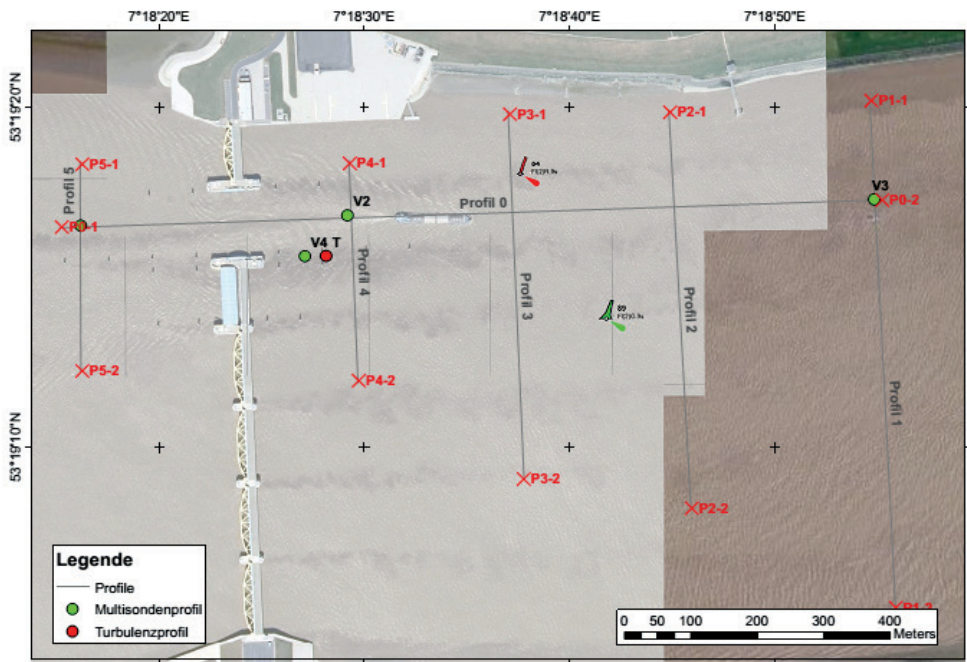 7°18'20"E
7°18'30"E
7°18'40"E
7°18'50"E
53°19'20"N
53°19'10"N
P1-1
P2-1
P3-1
P4-1
P5-1
Profil 5
V2
V3
P0-2
Profil 0
V4 T
Profil 4
Profil 3
Profil 2
Profil 1
89
P5-2
P4-2
P3-2
P2-2
Legende
Profile
Multisondenprofil
Turbulenzprofil
0 50 100 200 300 400
Meters